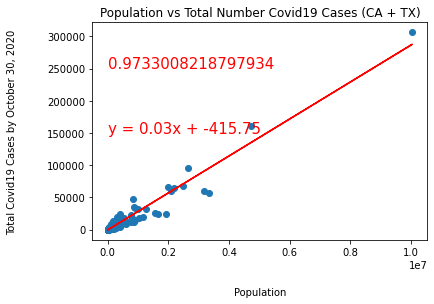 Population vs Total Number Covid19 Cases (CA + TX)
300000
250000
200000
150000
100000
50000
0
0.9733008218797934
y = 0.03x + -415.75
Total Covid19 Cases by October 30, 2020
0.0 0.2 0.4 0.6 0.8 1.0
1e7
Population